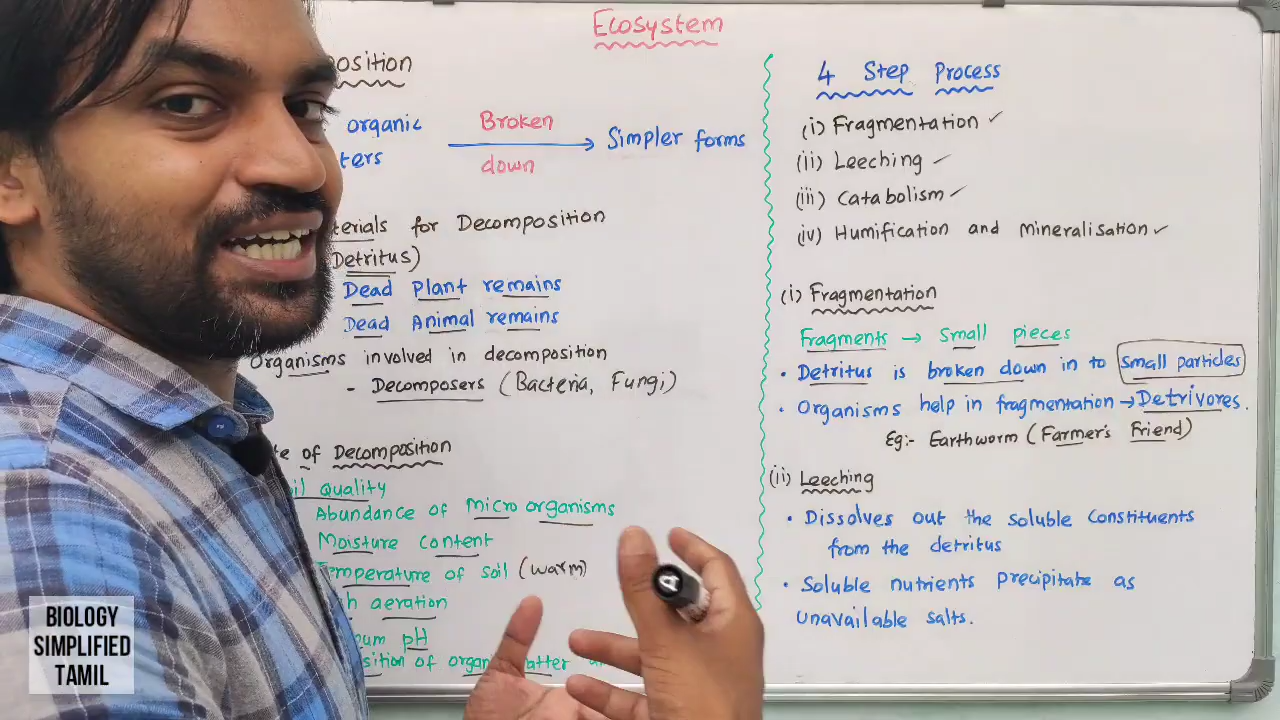 Ecosystem
position
organic
Broken
down
Simpler forms
ters
terials for Decomposition
(Detritus)
Dead Plant remains
Dead Animal remains
Organisms involved in decomposition
- Decomposers (Bacteria, Fungi)
of Decomposition
il Quality
Abundance of micro organisms
Moisture Content
Temperature of soil (warm)
h aeration
um pH
sition of organic matter
4 Step Process
(i) Fragmentation ✓
(ii) Leeching ✓
(iii) Catabolism ✓
(iv) Humification and mineralisation ✓
(i) Fragmentation
Fragments → Small pieces
• Detritus is broken down in to small particles
• Organisms help in fragmentation → Detrivores.
Eg:- Earthworm (Farmer's Friend)
(ii) Leeching
• Dissolves out the soluble Constituents
from the detritus
• Soluble nutrients precipitate as
unavailable salts.
BIOLOGY
SIMPLIFIED
TAMIL